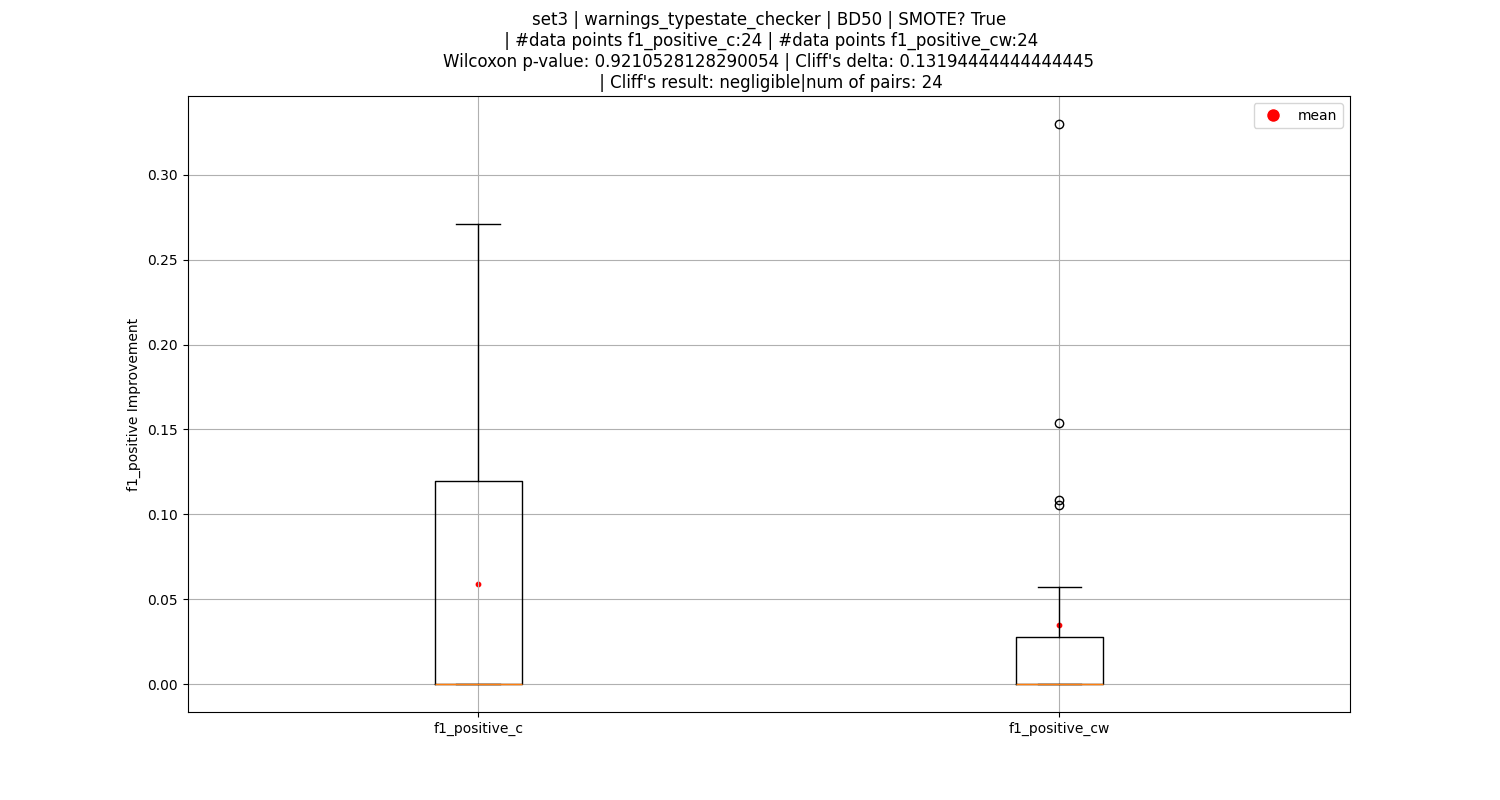 set3 | warnings_typestate_checker | BD50 | SMOTE? True
| #data points f1_positive_c:24 | #data points f1_positive_cw:24
Wilcoxon p-value: 0.9210528128290054 | Cliff's delta: 0.13194444444444445
| Cliff's result: negligible|num of pairs: 24
mean
0.30
0.25
0.20
0.15
0.10
0.05
0.00
f1_positive Improvement
f1_positive_c
f1_positive_cw